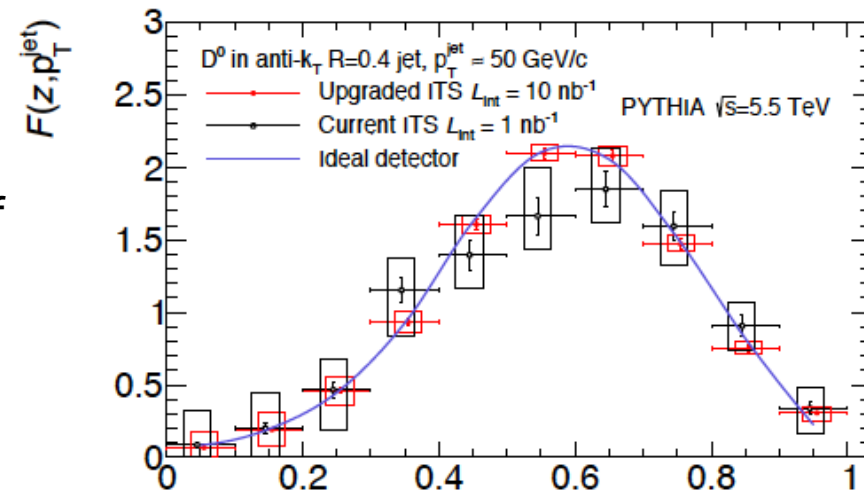 F(z,p_T^jet)
3
2.5
2
1.5
1
0.5
0
D⁰ in anti-k_T R=0.4 jet, p_T^jet = 50 GeV/c
Upgraded ITS L_int = 10 nb⁻¹
Current ITS L_int = 1 nb⁻¹
Ideal detector
PYTHIA √s=5.5 TeV
0 0.2 0.4 0.6 0.8 1